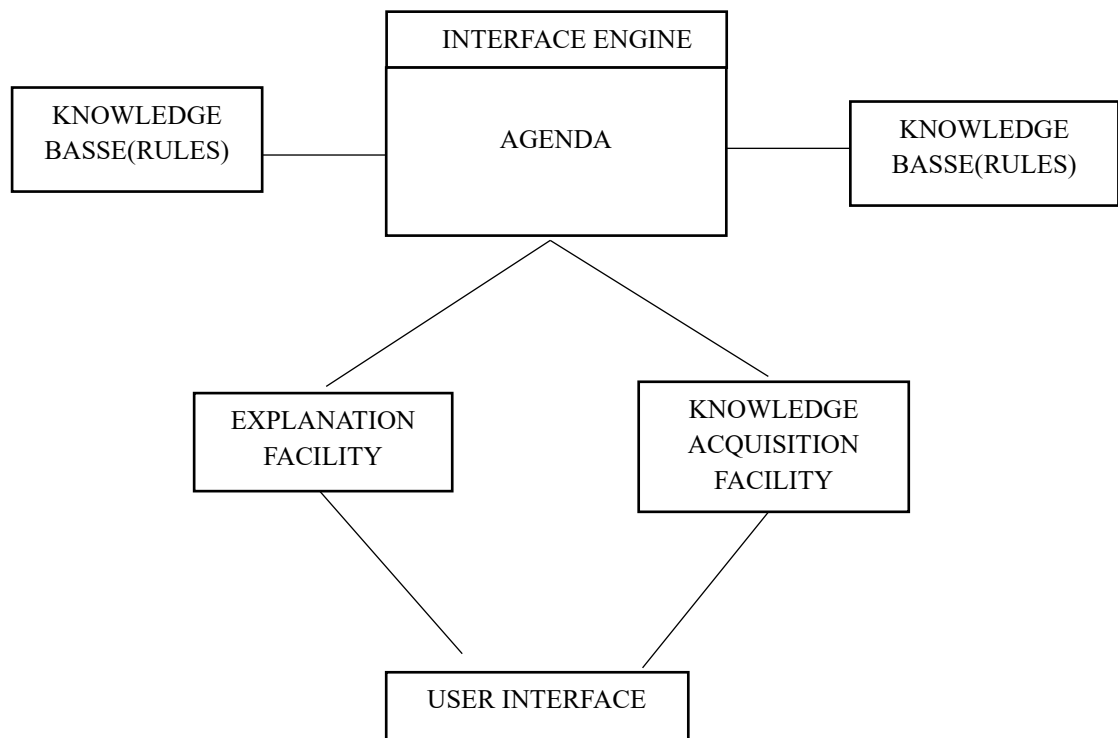 INTERFACE ENGINE
KNOWLEDGE
BASSE(RULES)
AGENDA
KNOWLEDGE
BASSE(RULES)
EXPLANATION
FACILITY
KNOWLEDGE
ACQUISITION
FACILITY
USER INTERFACE